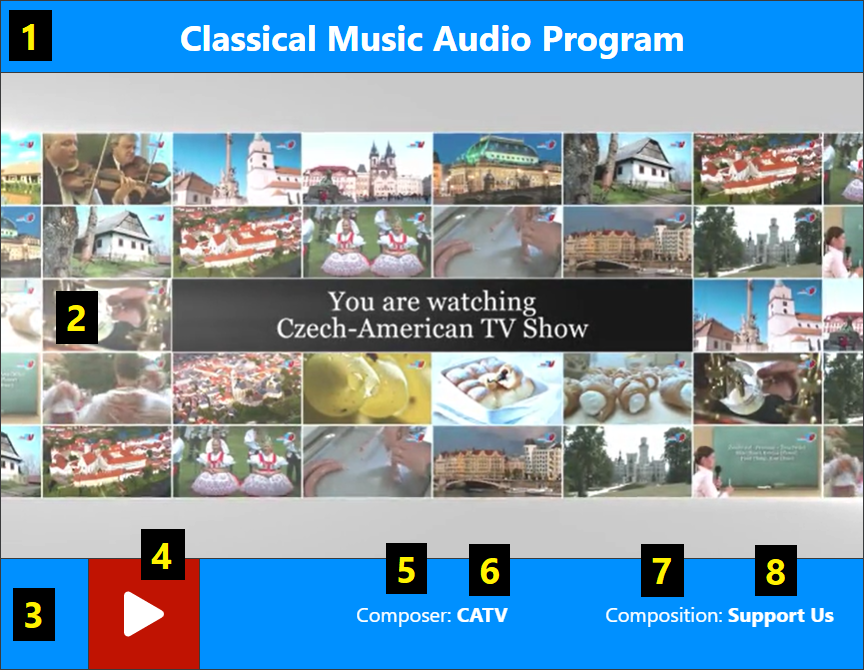 1
Classical Music Audio Program
2
You are watching
Czech-American TV Show
3
4
5
6
7
8
Composer: CATV
Composition: Support Us